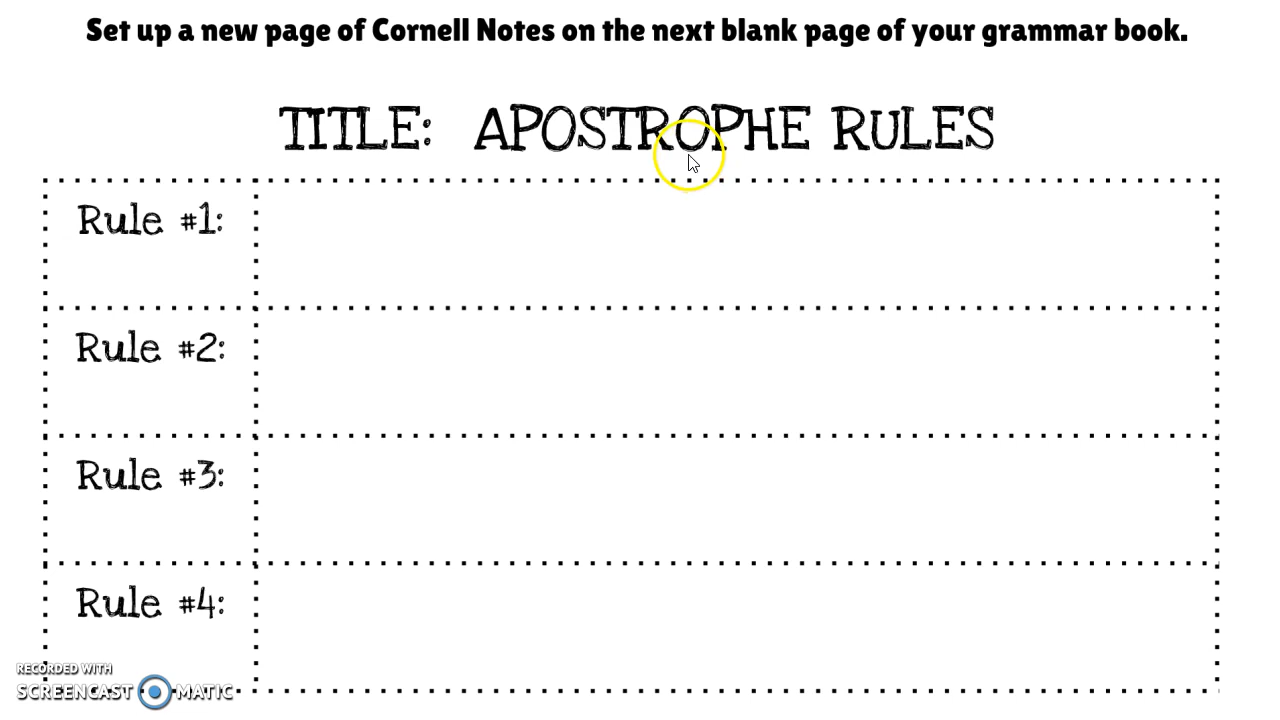 Set up a new page of Cornell Notes on the next blank page of your grammar book.
TITLE: APOSTROPHE RULES
Rule #1:
Rule #2:
Rule #3:
Rule #4:
RECORDED WITH
SCREENCAST-O-MATIC